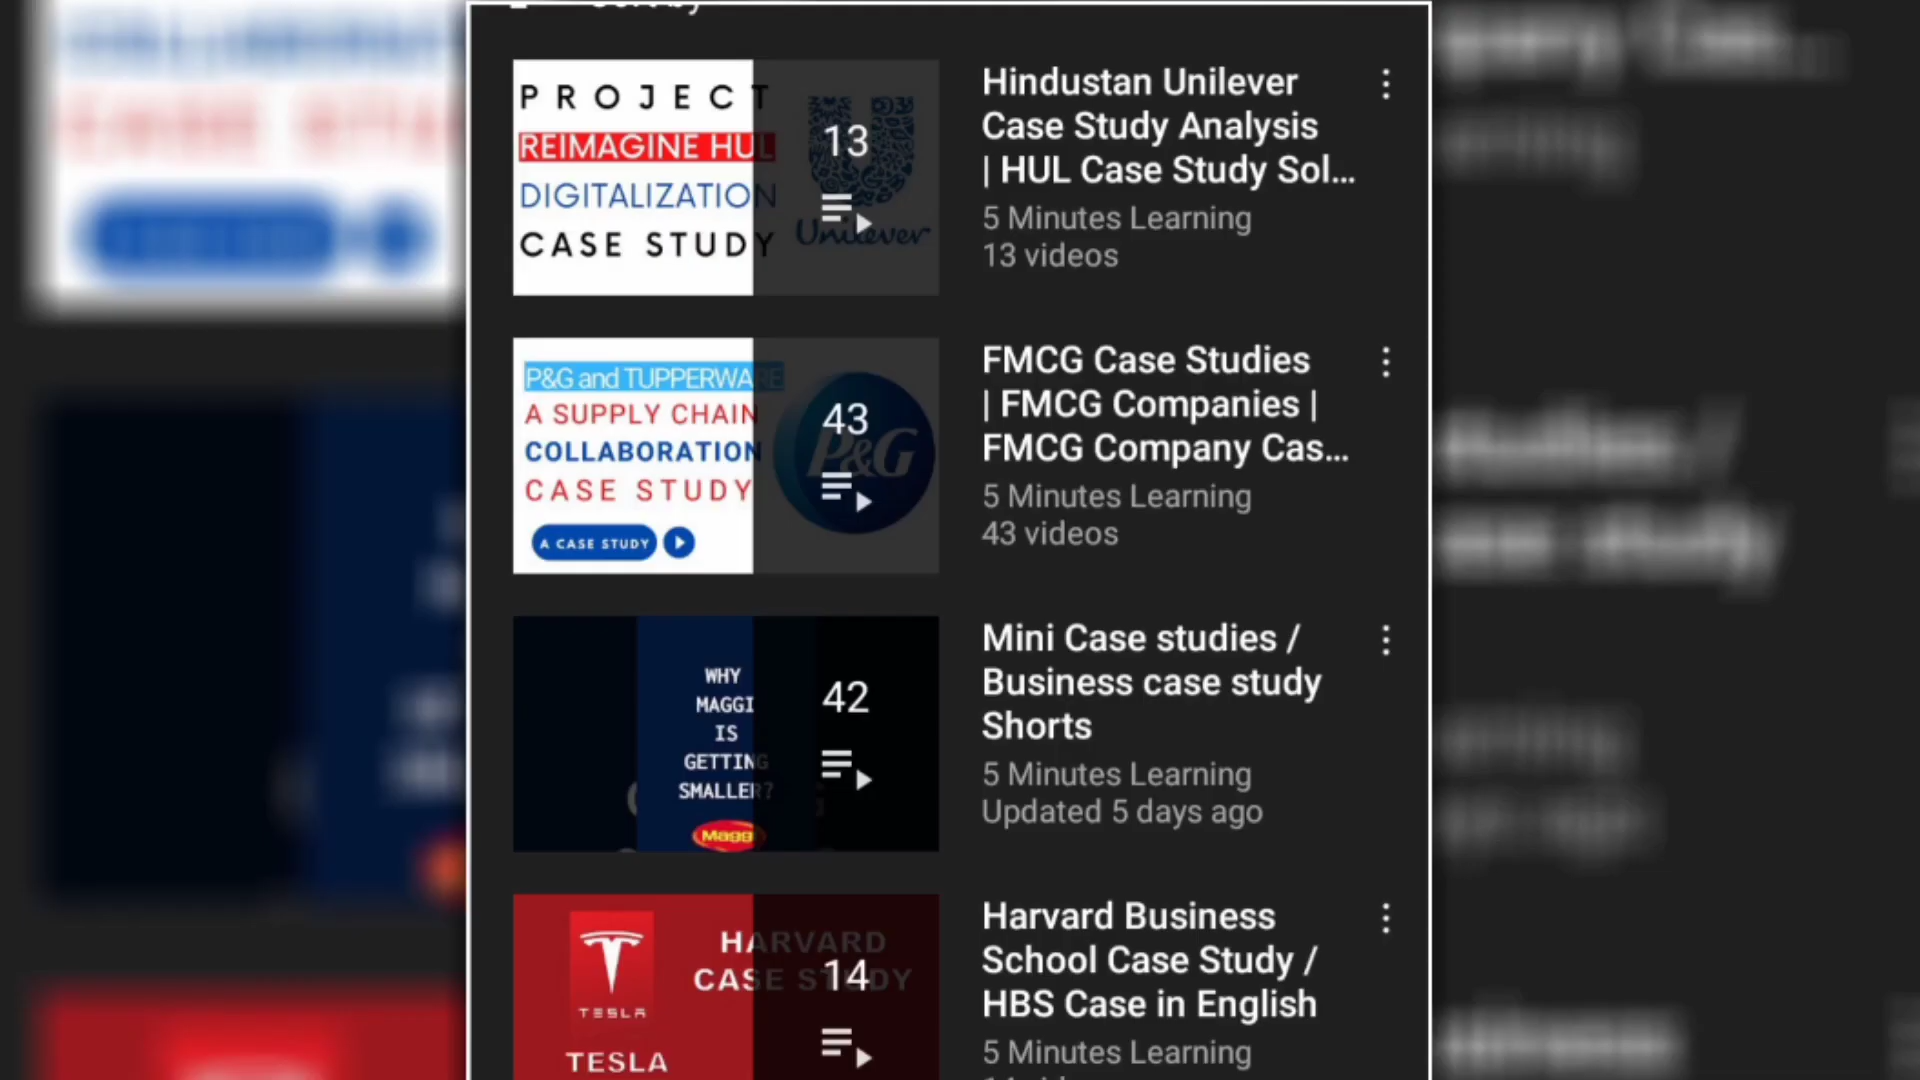 PROJECT
REIMAGINE HUL
DIGITALIZATION
CASE STUDY
Unilever
13
Hindustan Unilever
Case Study Analysis
| HUL Case Study Sol...
5 Minutes Learning
13 videos
P&G and TUPPERWARE
A SUPPLY CHAIN
COLLABORATION
CASE STUDY
A CASE STUDY
P&G
43
FMCG Case Studies
| FMCG Companies |
FMCG Company Cas...
5 Minutes Learning
43 videos
WHY
MAGGI
IS
GETTING
SMALLER?
Maggi
42
Mini Case studies /
Business case study
Shorts
5 Minutes Learning
Updated 5 days ago
TESLA
TESLA
HARVARD
CASE STUDY
14
Harvard Business
School Case Study /
HBS Case in English
5 Minutes Learning